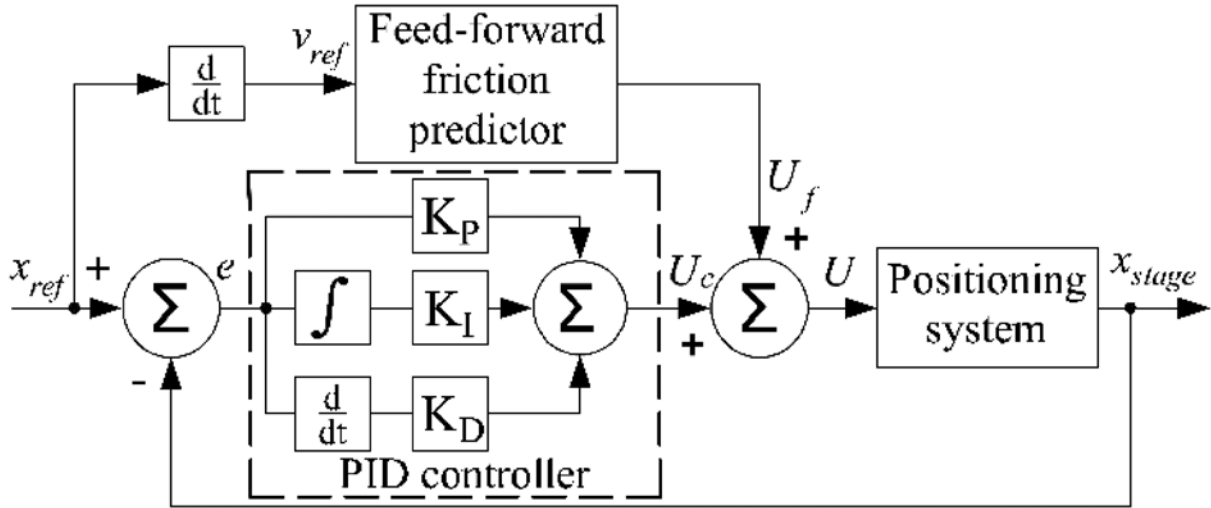 Feed-forward
friction
predictor
v_ref
d
dt
U_f
+
K_P
x_ref
+
Σ
e
∫
K_I
Σ
U_c
+
Σ
U
Positioning
system
x_stage
-
d
dt
K_D
PID controller